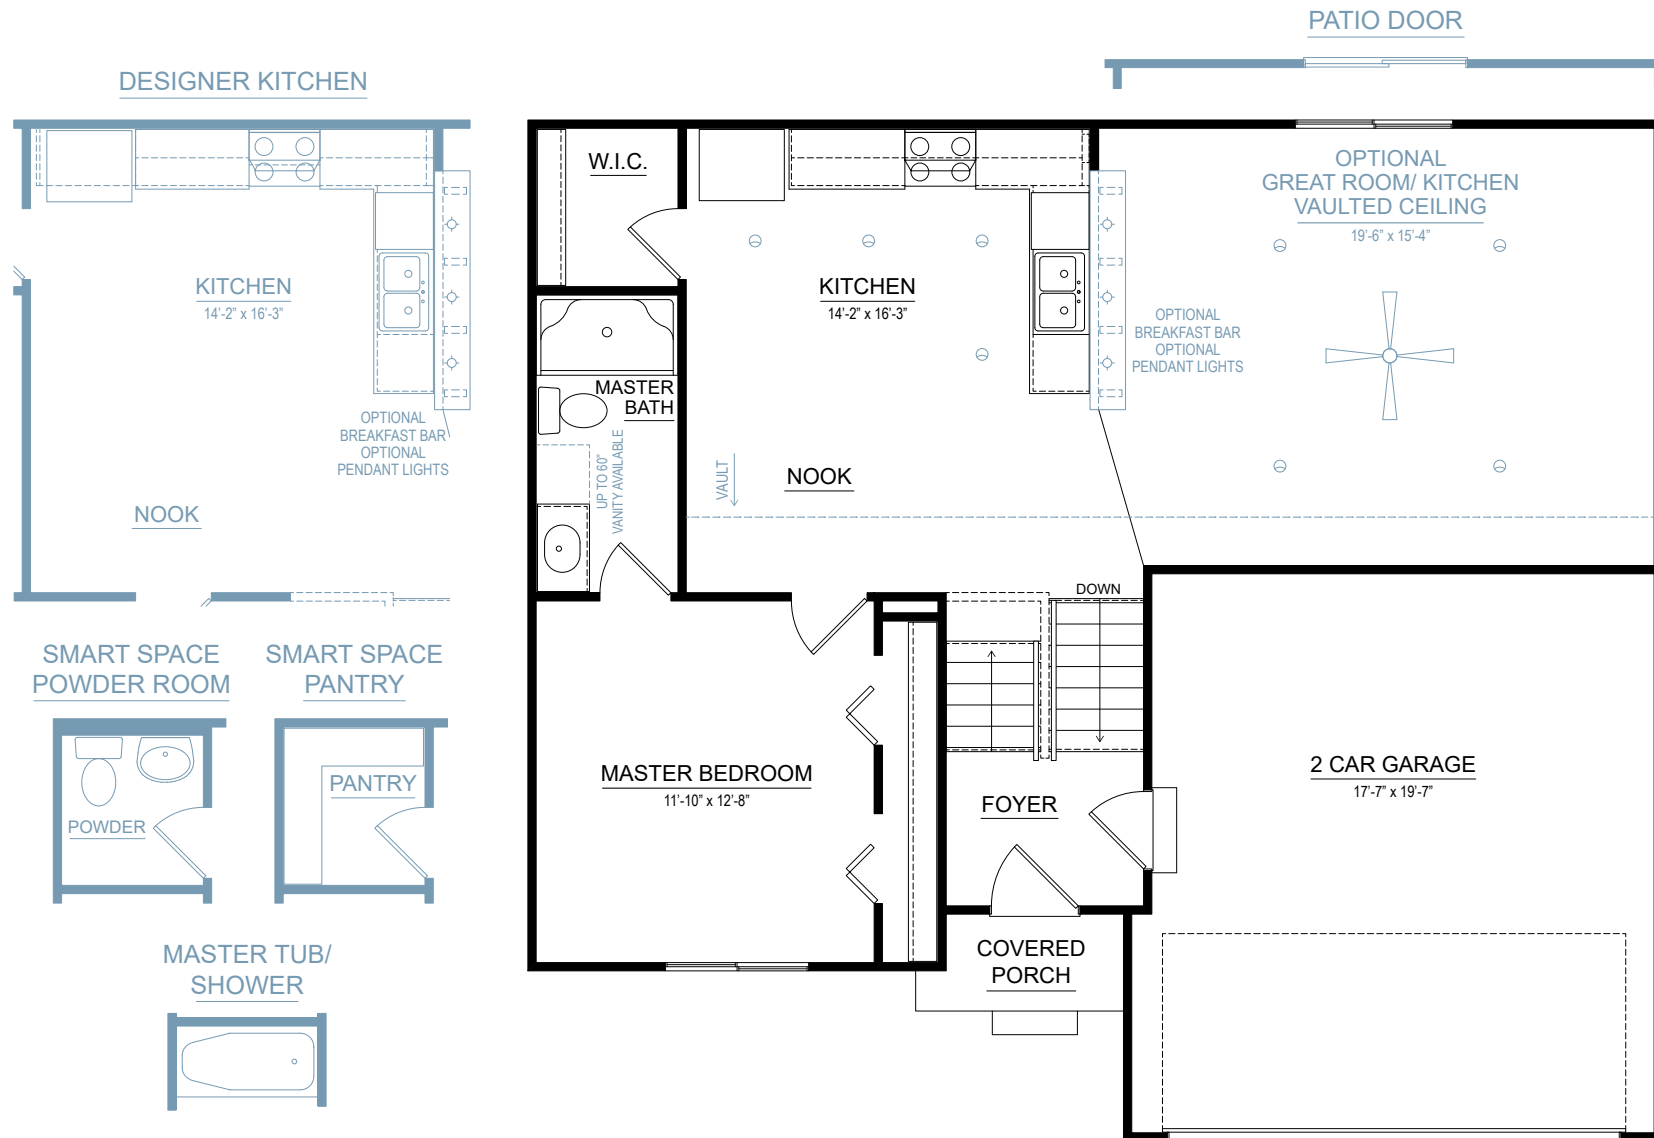 PATIO DOOR
DESIGNER KITCHEN
KITCHEN
14'-2" x 16'-3"
OPTIONAL
BREAKFAST BAR
OPTIONAL
PENDANT LIGHTS
NOOK
W.I.C.
KITCHEN
14'-2" x 16'-3"
OPTIONAL
GREAT ROOM/ KITCHEN
VAULTED CEILING
19'-6" x 15'-4"
OPTIONAL
BREAKFAST BAR
OPTIONAL
PENDANT LIGHTS
MASTER
BATH
UP TO 60"
VANITY AVAILABLE
VAULT
NOOK
DOWN
SMART SPACE
POWDER ROOM
SMART SPACE
PANTRY
POWDER
PANTRY
MASTER BEDROOM
11'-10" x 12'-8"
FOYER
2 CAR GARAGE
17'-7" x 19'-7"
COVERED
PORCH
MASTER TUB/
SHOWER